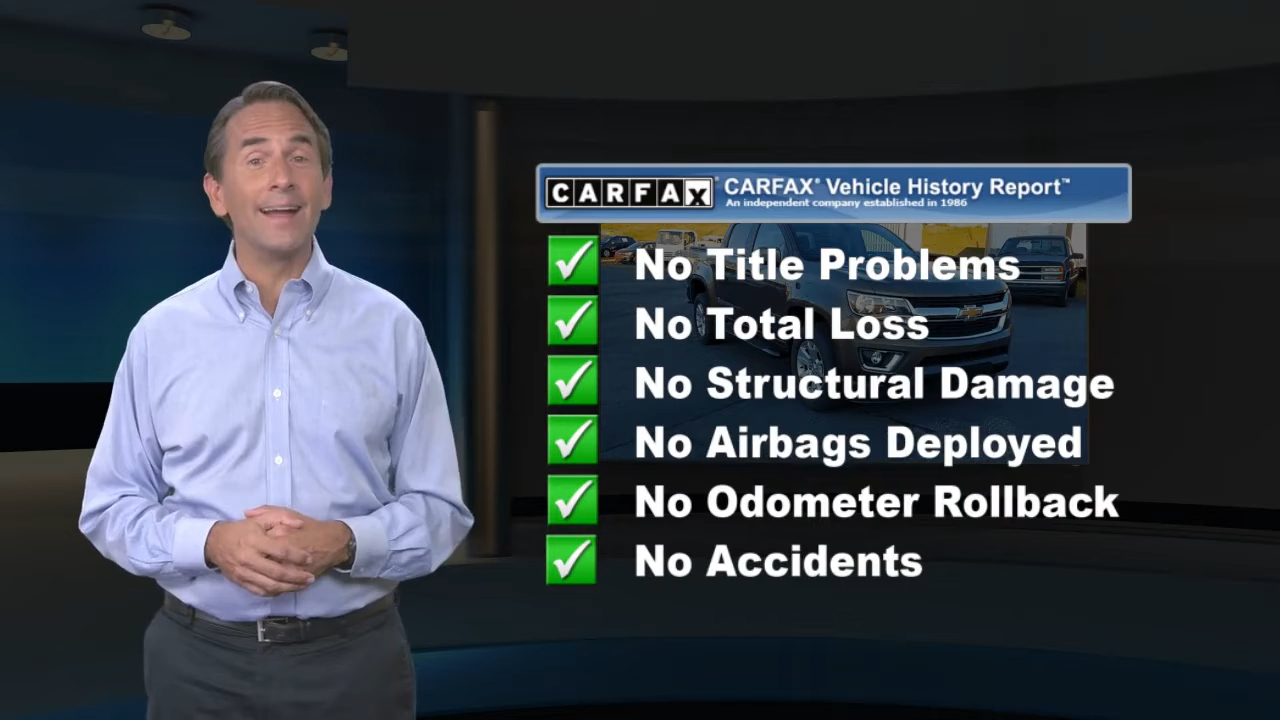 CARFAX® CARFAX® Vehicle History Report™
An independent company established in 1986
No Title Problems
No Total Loss
No Structural Damage
No Airbags Deployed
No Odometer Rollback
No Accidents